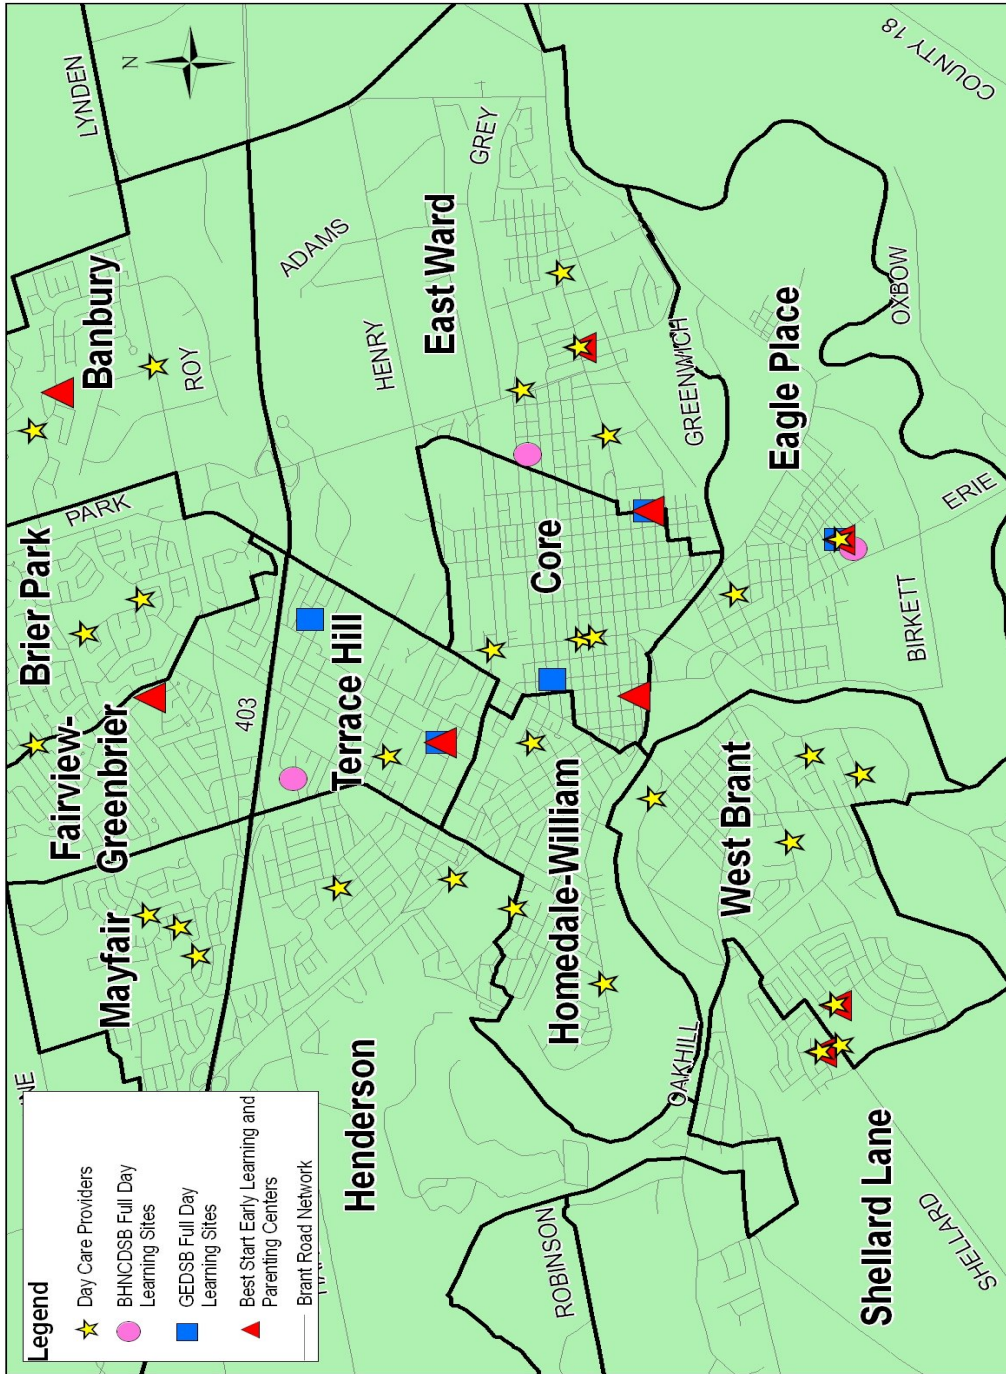 Legend
Day Care Providers
BHNCDSB Full Day
Learning Sites
GEDSB Full Day
Learning Sites
Best Start Early Learning and
Parenting Centers
Brant Road Network
N
LYNDEN
COUNTY 18
GREY
ADAMS
Banbury
ROY
HENRY
East Ward
GREENWICH
Eagle Place
OXBOW
PARK
Brier Park
Fairview-
Greenbrier
403
Terrace Hill
Core
ERIE
BIRKETT
Mayfair
Homedale-William
West Brant
Henderson
OAKHILL
ROBINSON
Shellard Lane
SHELLARD